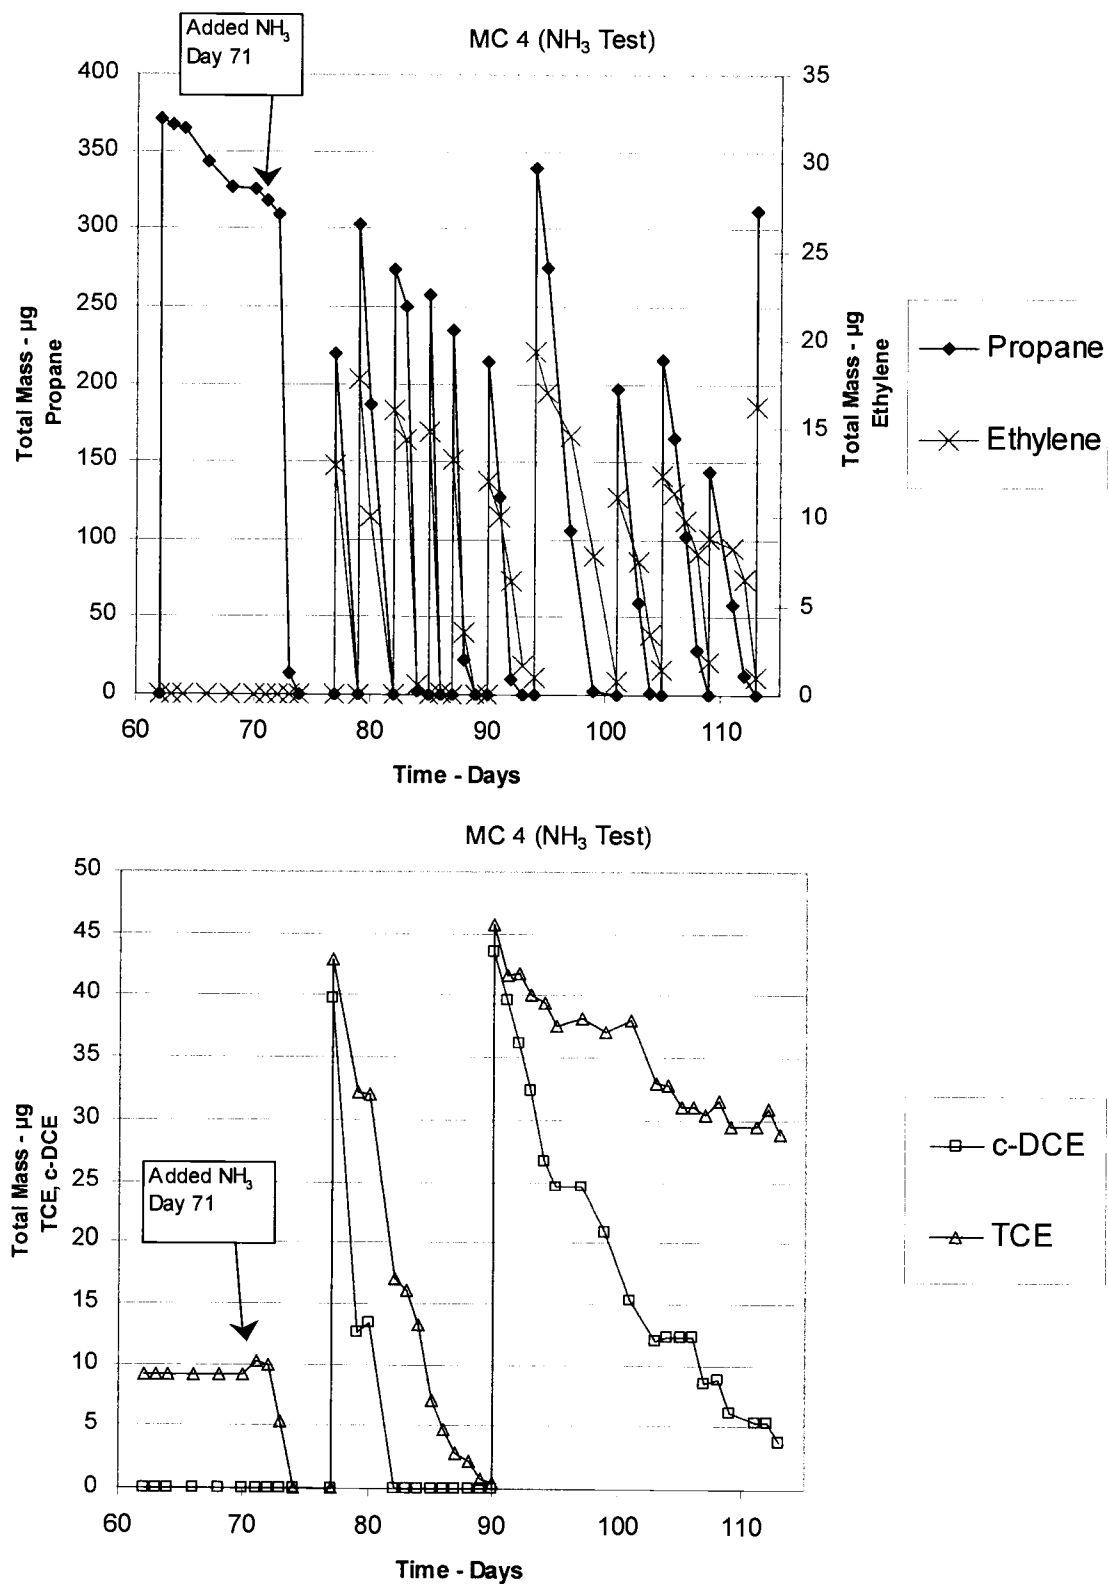 Added NH₃
Day 71
MC 4 (NH₃ Test)
400
350
300
250
200
150
100
50
0
35
30
25
20
15
10
5
0
Total Mass - µg
Propane
Total Mass - µg
Ethylene
Propane
Ethylene
60 70 80 90 100 110
Time - Days
MC 4 (NH₃ Test)
50
45
40
35
30
25
20
15
10
5
0
Total Mass - µg
TCE, c-DCE
Added NH₃
Day 71
c-DCE
TCE
60 70 80 90 100 110
Time - Days